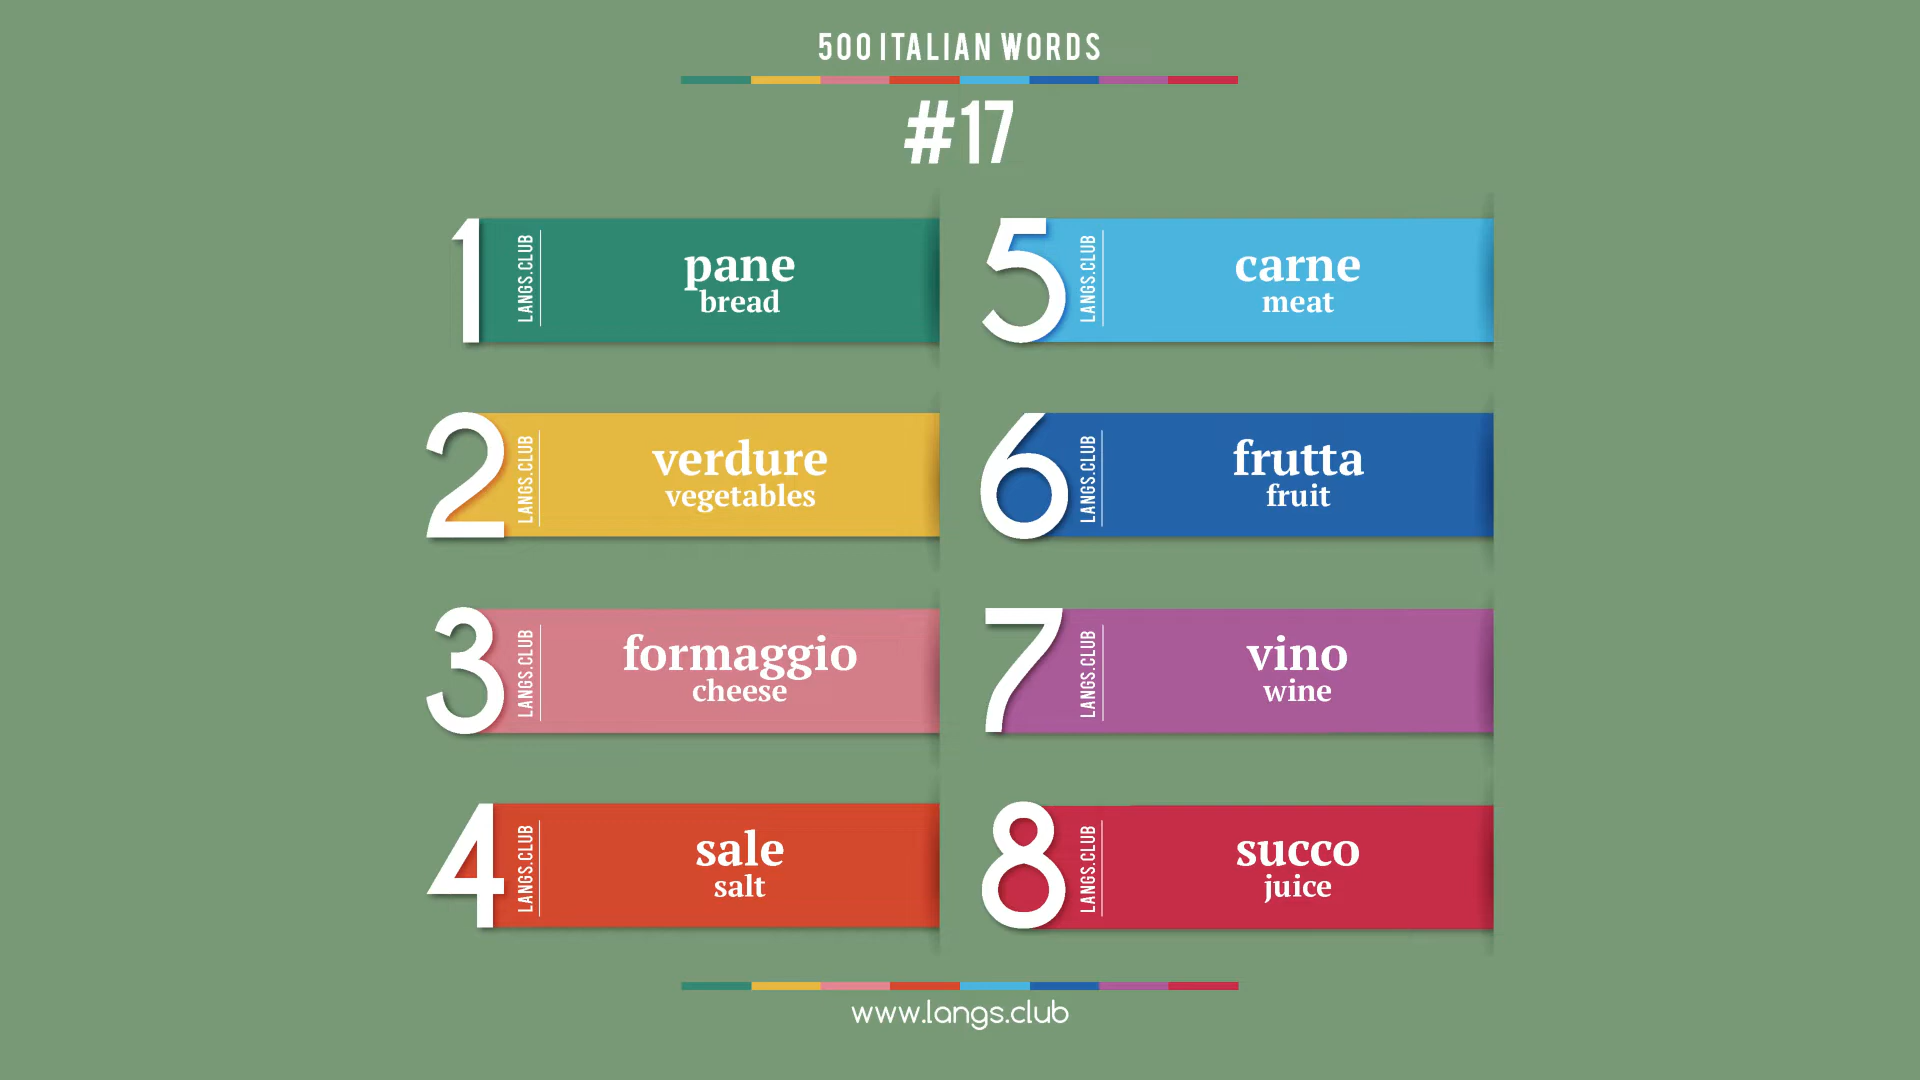 500 ITALIAN WORDS
#17
1
LANGS.CLUB
pane
bread
2
LANGS.CLUB
verdure
vegetables
3
LANGS.CLUB
formaggio
cheese
4
LANGS.CLUB
sale
salt
5
LANGS.CLUB
carne
meat
6
LANGS.CLUB
frutta
fruit
7
LANGS.CLUB
vino
wine
8
LANGS.CLUB
succo
juice
www.langs.club